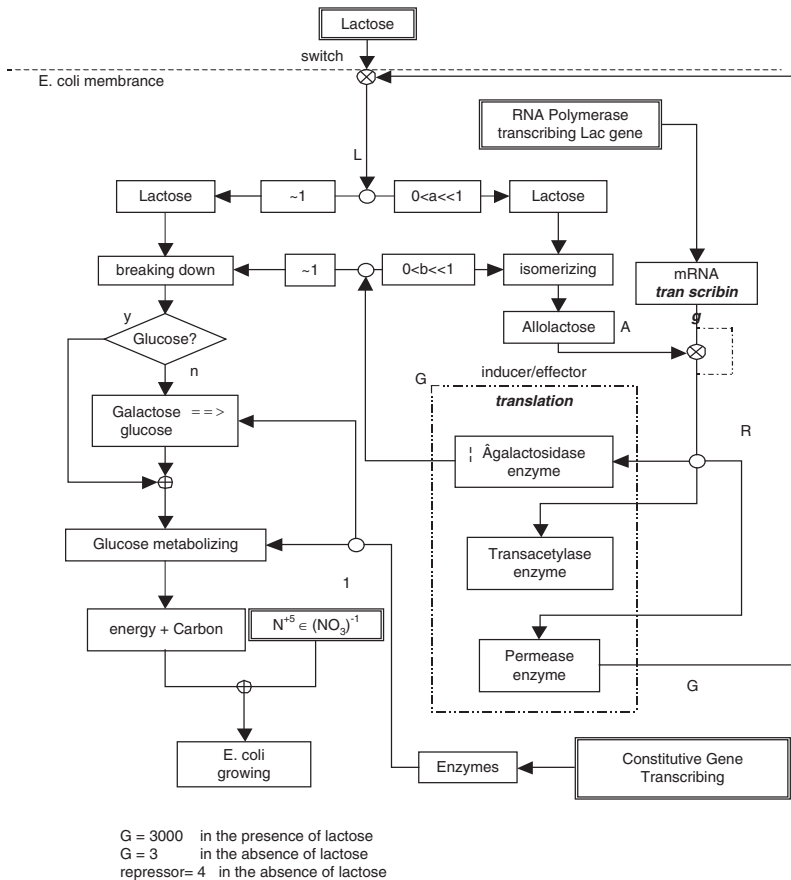 Lactose
switch
E. coli membrance
RNA Polymerase
transcribing Lac gene
L
Lactose
~1
0<a<<1
Lactose
breaking down
~1
0<b<<1
isomerizing
mRNA
tran scribin
g
Allolactose
A
y
Glucose?
n
inducer/effector
G
translation
Galactose ==>
glucose
R
¦ Âgalactosidase
enzyme
Glucose metabolizing
Transacetylase
enzyme
1
energy + Carbon
N+5 ∈ (NO3)-1
Permease
enzyme
G
E. coli
growing
Enzymes
Constitutive Gene
Transcribing
G = 3000 in the presence of lactose
G = 3 in the absence of lactose
repressor= 4 in the absence of lactose